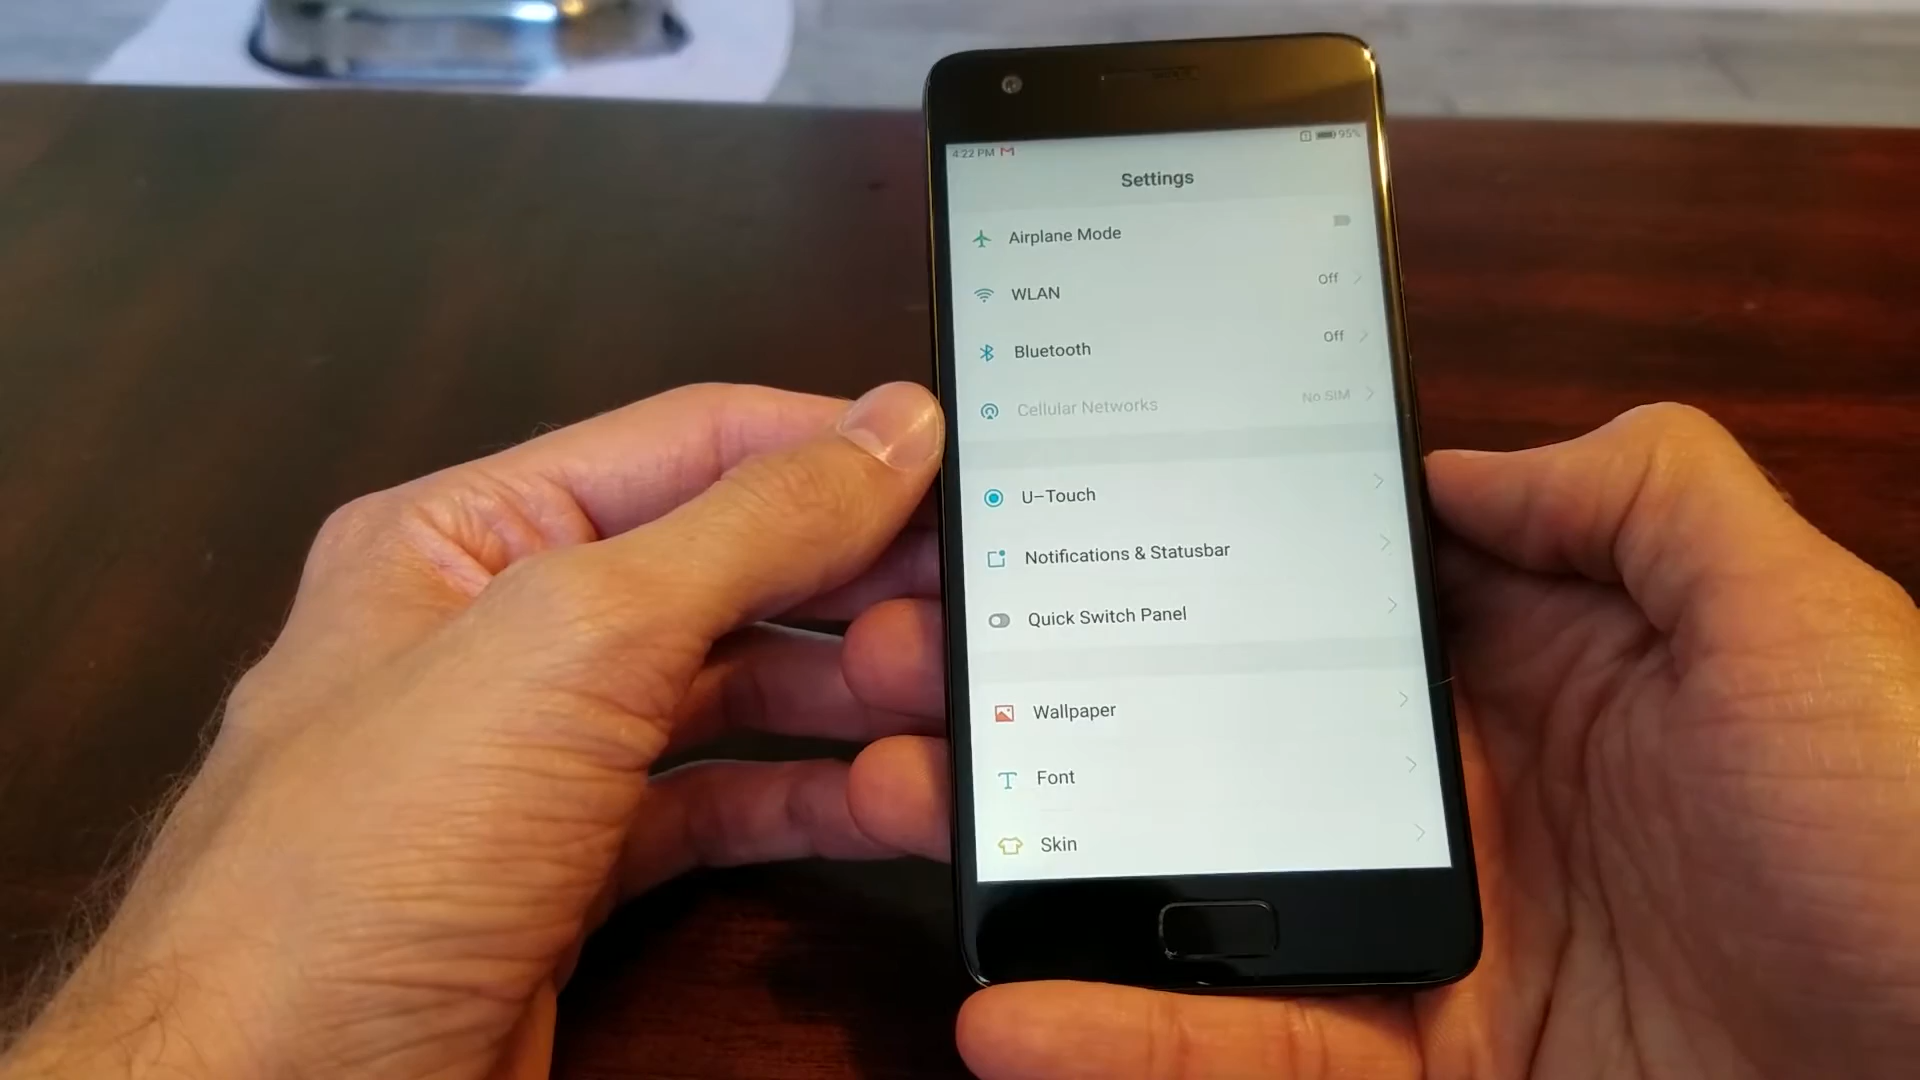 4:22 PM 95%
Settings
Airplane Mode
WLAN Off
Bluetooth Off
Cellular Networks No SIM
U-Touch
Notifications & Statusbar
Quick Switch Panel
Wallpaper
Font
Skin